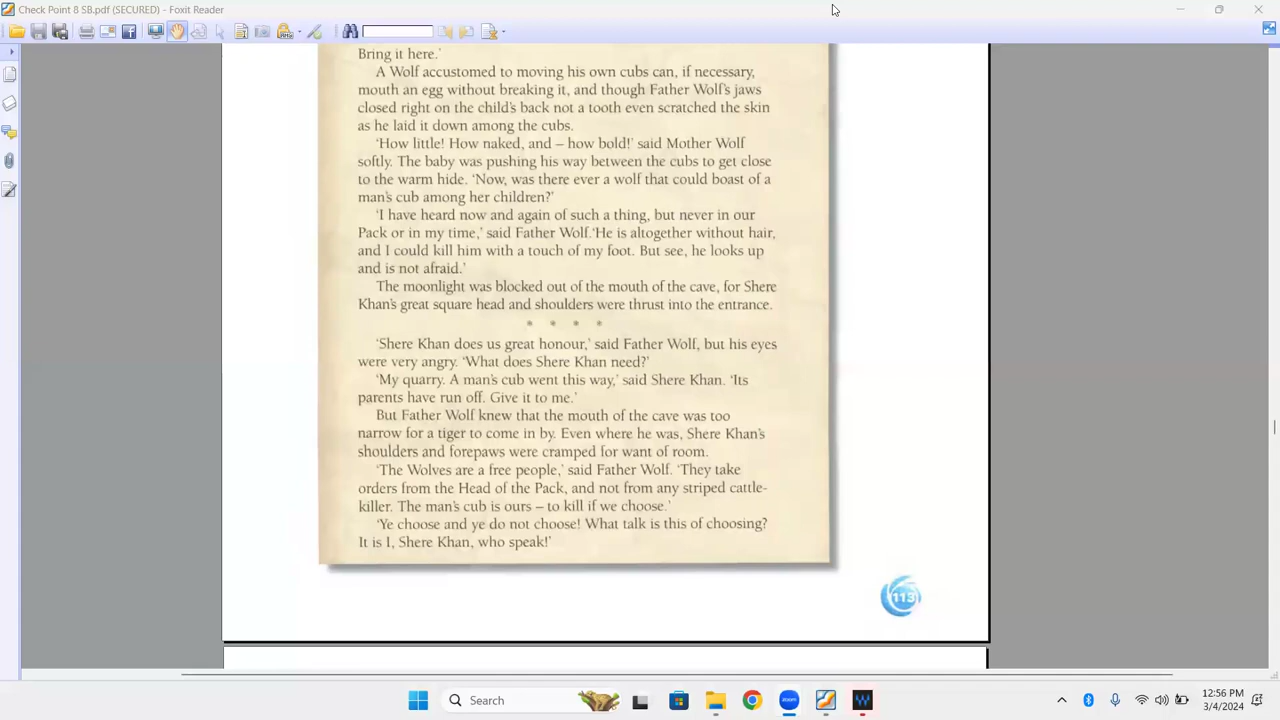 Check Point 8 SB.pdf (SECURED) - Foxit Reader
Bring it here.'
A Wolf accustomed to moving his own cubs can, if necessary,
mouth an egg without breaking it, and though Father Wolf's jaws
closed right on the child's back not a tooth even scratched the skin
as he laid it down among the cubs.
'How little! How naked, and – how bold!' said Mother Wolf
softly. The baby was pushing his way between the cubs to get close
to the warm hide. 'Now, was there ever a wolf that could boast of a
man's cub among her children?'
'I have heard now and again of such a thing, but never in our
Pack or in my time,' said Father Wolf.'He is altogether without hair,
and I could kill him with a touch of my foot. But see, he looks up
and is not afraid.'
The moonlight was blocked out of the mouth of the cave, for Shere
Khan's great square head and shoulders were thrust into the entrance.
* * * *
'Shere Khan does us great honour,' said Father Wolf, but his eyes
were very angry. 'What does Shere Khan need?'
'My quarry. A man's cub went this way,' said Shere Khan. 'Its
parents have run off. Give it to me.'
But Father Wolf knew that the mouth of the cave was too
narrow for a tiger to come in by. Even where he was, Shere Khan's
shoulders and forepaws were cramped for want of room.
'The Wolves are a free people,' said Father Wolf. 'They take
orders from the Head of the Pack, and not from any striped cattle-
killer. The man's cub is ours – to kill if we choose.'
'Ye choose and ye do not choose! What talk is this of choosing?
It is I, Shere Khan, who speak!'
113
Search
zoom
W
12:56 PM
3/4/2024